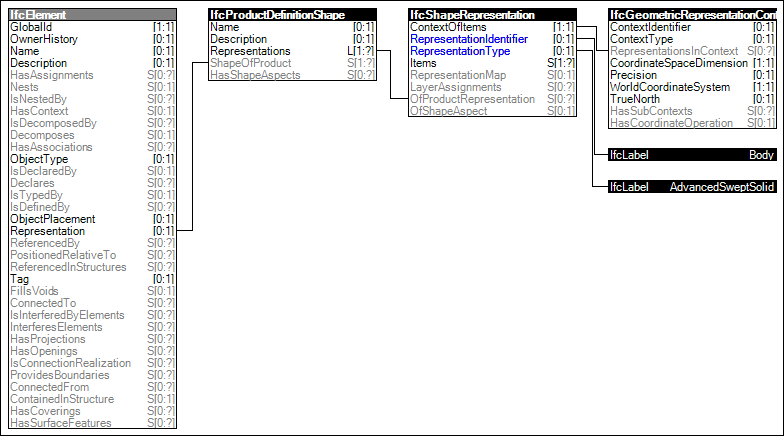 IfcElement
GlobalId [1:1]
OwnerHistory [0:1]
Name [0:1]
Description [0:1]
HasAssignments S[0:?]
Nests S[0:1]
IsNestedBy S[0:?]
HasContext S[0:1]
IsDecomposedBy S[0:?]
Decomposes S[0:1]
HasAssociations S[0:?]
ObjectType [0:1]
IsDeclaredBy S[0:1]
Declares S[0:?]
IsTypedBy S[0:1]
IsDefinedBy S[0:?]
ObjectPlacement [0:1]
Representation [0:1]
ReferencedBy S[0:?]
PositionedRelativeTo S[0:?]
ReferencedInStructures S[0:?]
Tag [0:1]
FillsVoids S[0:1]
ConnectedTo S[0:?]
IsInterferedByElements S[0:?]
InterferesElements S[0:?]
HasProjections S[0:?]
HasOpenings S[0:?]
IsConnectionRealization S[0:?]
ProvidesBoundaries S[0:?]
ConnectedFrom S[0:?]
ContainedInStructure S[0:1]
HasCoverings S[0:?]
HasSurfaceFeatures S[0:?]
IfcProductDefinitionShape
Name [0:1]
Description [0:1]
Representations L[1:?]
ShapeOfProduct S[1:?]
HasShapeAspects S[0:?]
IfcShapeRepresentation
ContextOfItems [1:1]
RepresentationIdentifier [0:1]
RepresentationType [0:1]
Items S[1:?]
RepresentationMap S[0:1]
LayerAssignments S[0:?]
OfProductRepresentation S[0:?]
OfShapeAspect S[0:1]
IfcGeometricRepresentationCon
ContextIdentifier [0:1]
ContextType [0:1]
RepresentationsInContext S[0:?]
CoordinateSpaceDimension [1:1]
Precision [0:1]
WorldCoordinateSystem [1:1]
TrueNorth [0:1]
HasSubContexts S[0:?]
HasCoordinateOperation S[0:1]
IfcLabel Body
IfcLabel AdvancedSweptSolid